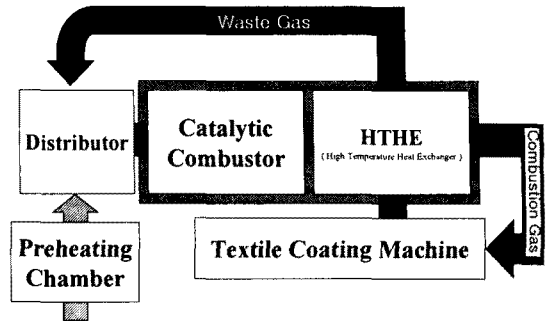 Waste Gas
Distributor
Catalytic
Combustor
HTHE
( High Temperature Heat Exchanger )
Combustion Gas
Preheating
Chamber
Textile Coating Machine